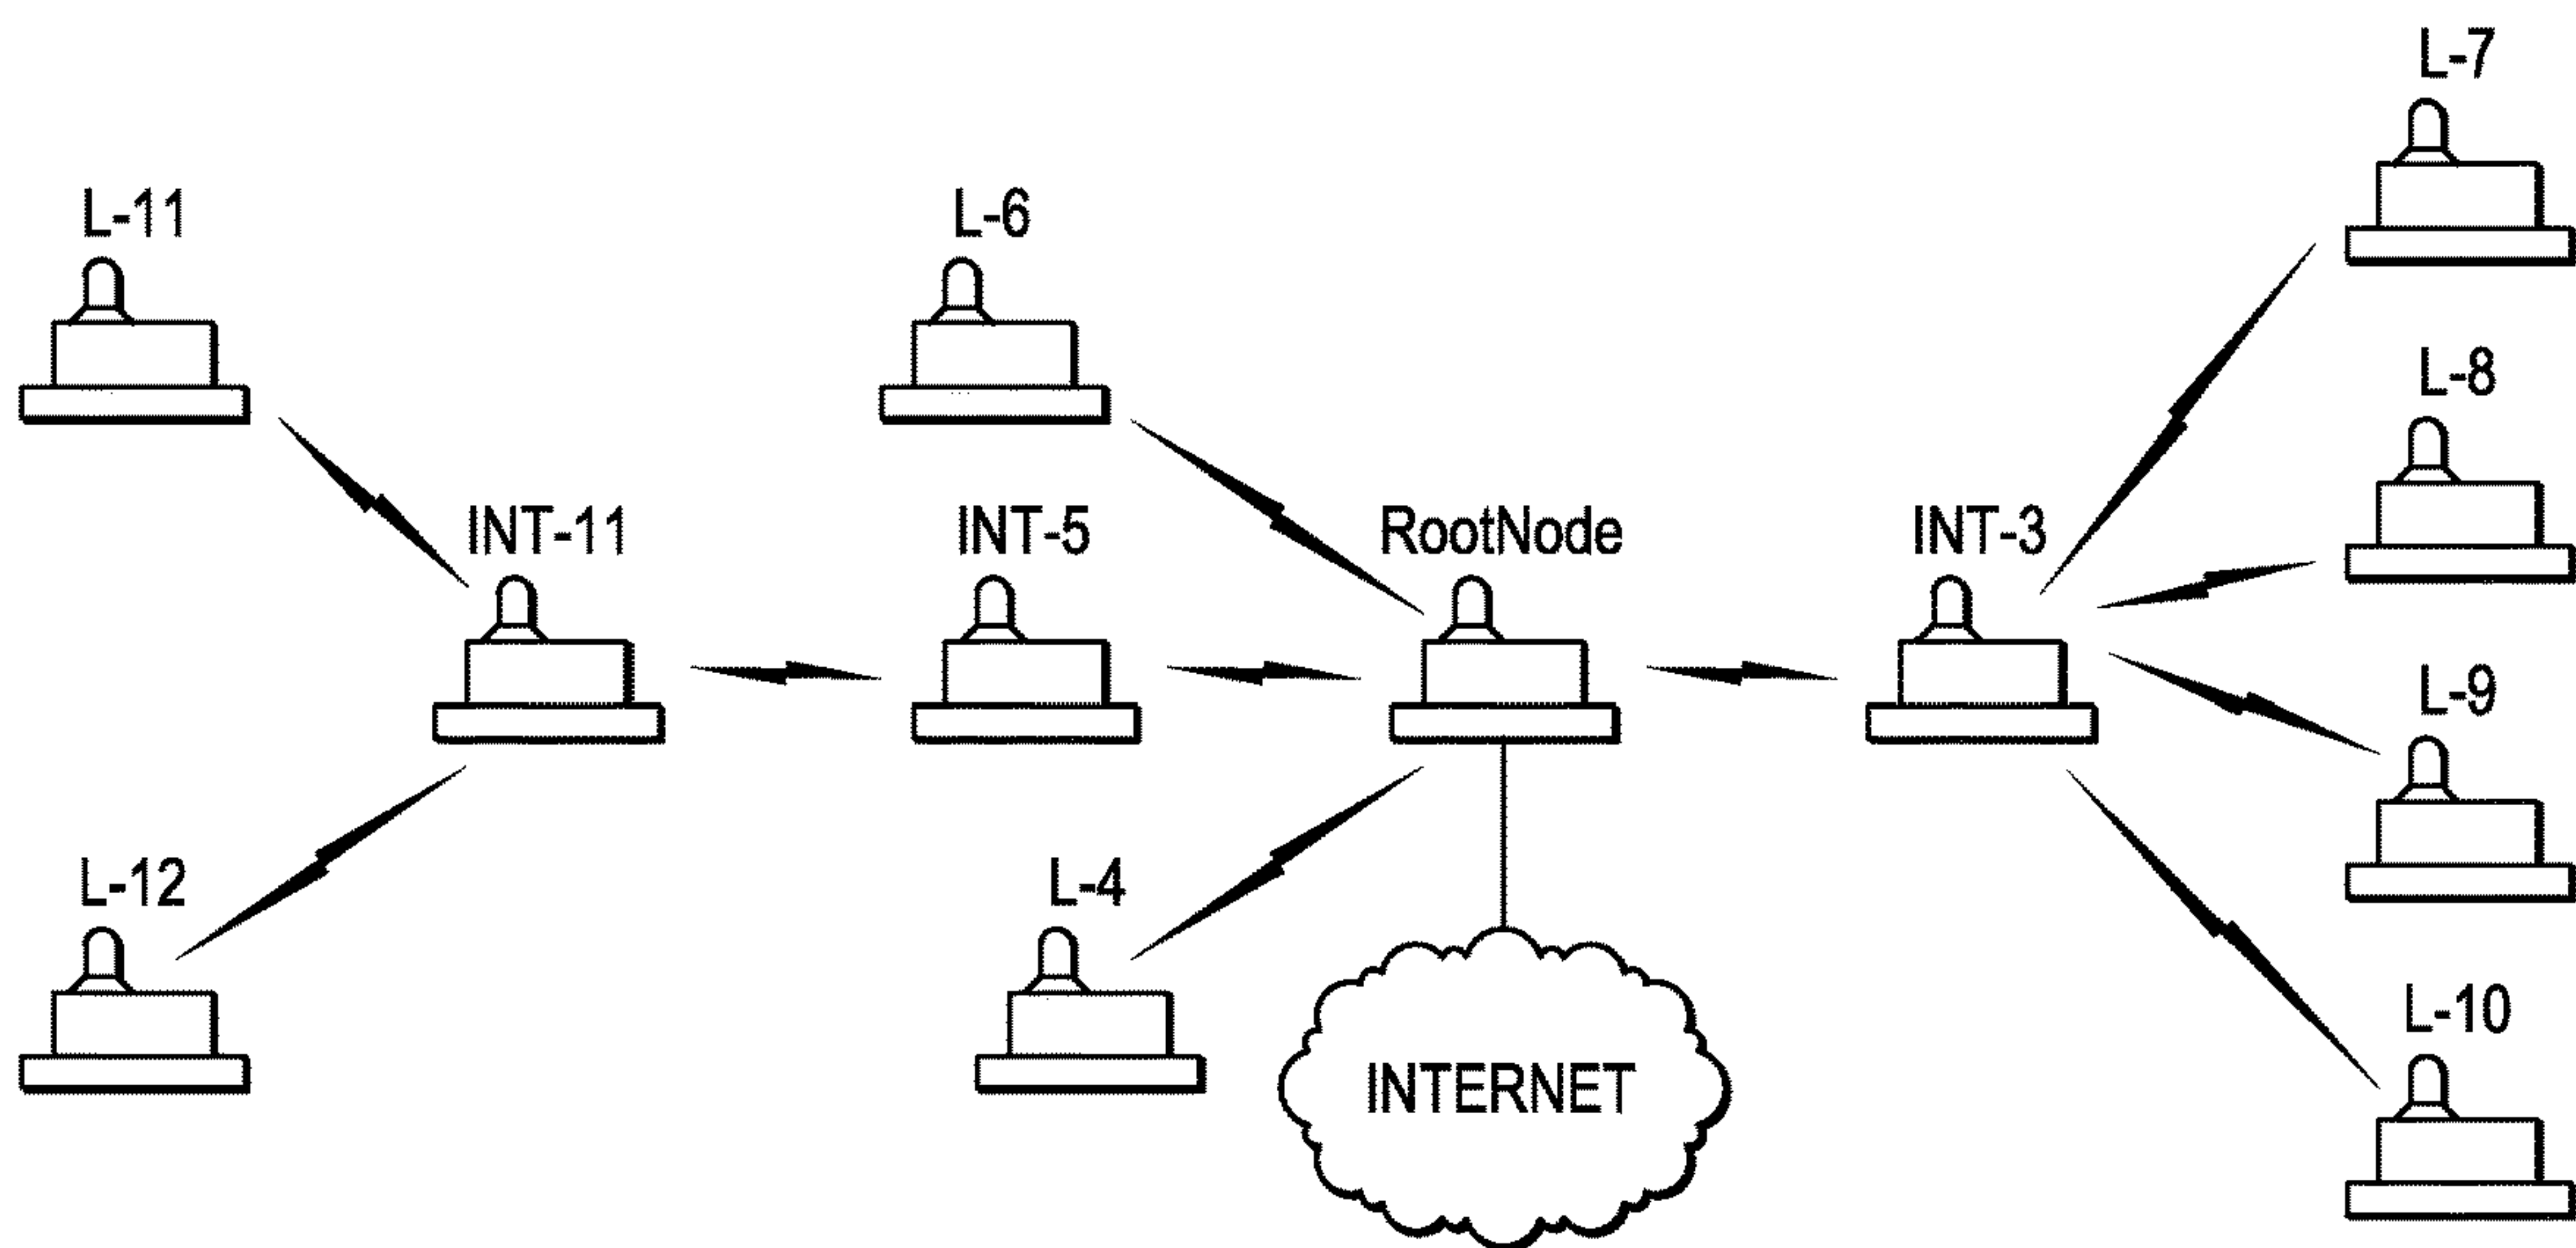 L-7
L-11
L-6
L-8
INT-11
INT-5
RootNode
INT-3
L-9
L-12
L-4
L-10
INTERNET